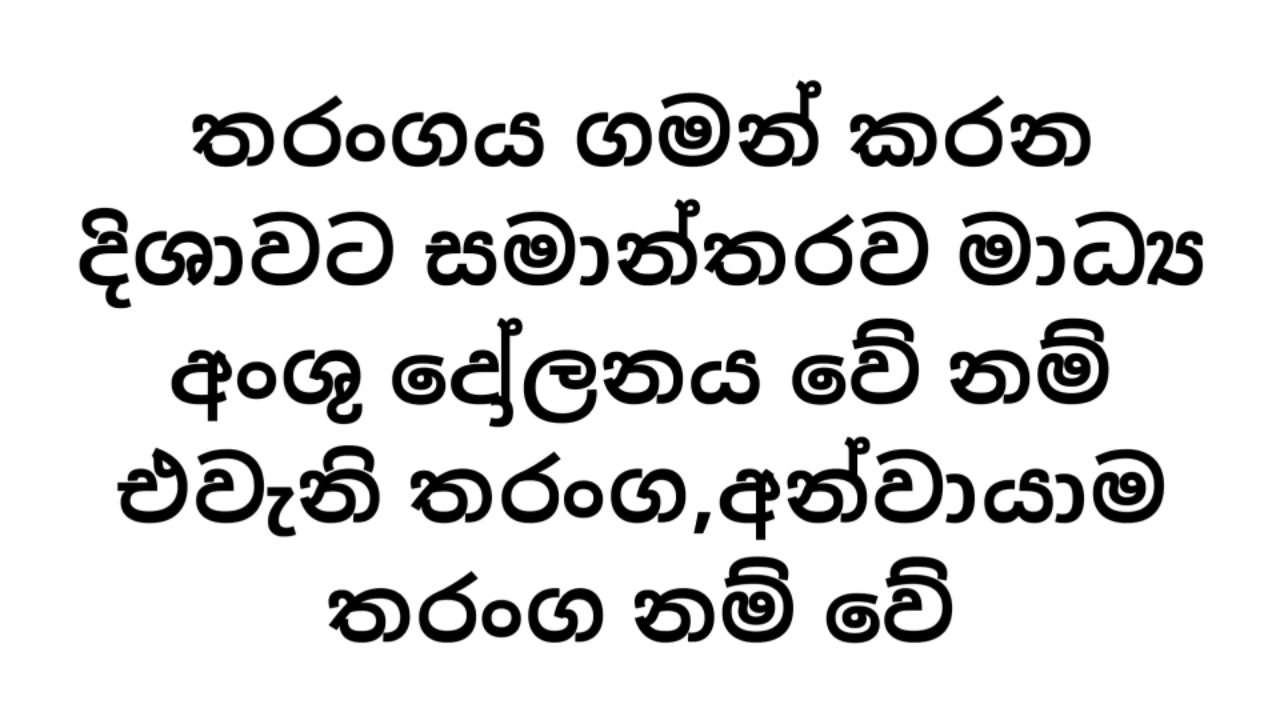 තරංගය ගමන් කරන
දිශාවට සමාන්තරව මාධ්‍ය
අංශු දෝලනය වේ නම්
එවැනි තරංග,අන්වායාම
තරංග නම් වේ